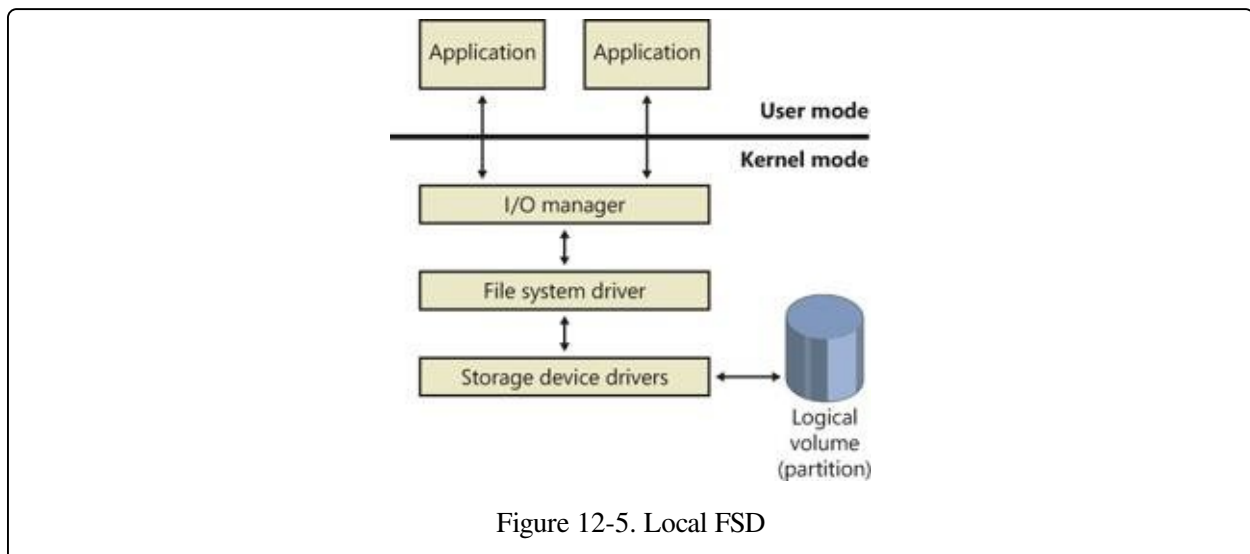 Application
Application
User mode
Kernel mode
I/O manager
File system driver
Storage device drivers
Logical
volume
(partition)
Figure 12-5. Local FSD